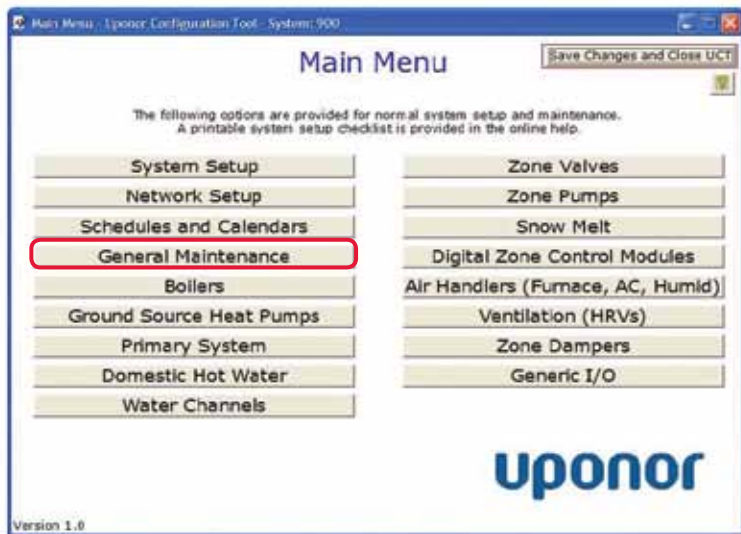 Main Menu - Uponor Configuration Tool - System: 900
Main Menu
Save Changes and Close UCT
The following options are provided for normal system setup and maintenance.
A printable system setup checklist is provided in the online help.
System Setup
Network Setup
Schedules and Calendars
General Maintenance
Boilers
Ground Source Heat Pumps
Primary System
Domestic Hot Water
Water Channels
Zone Valves
Zone Pumps
Snow Melt
Digital Zone Control Modules
Air Handlers (Furnace, AC, Humid)
Ventilation (HRVs)
Zone Dampers
Generic I/O
uponor
Version 1.0